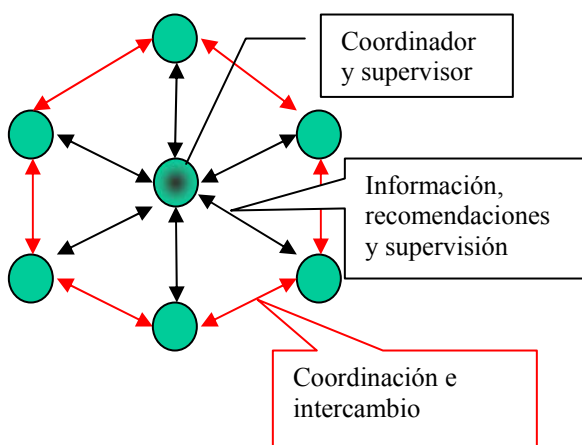 Coordinador
y supervisor
Información,
recomendaciones
y supervisión
Coordinación e
intercambio